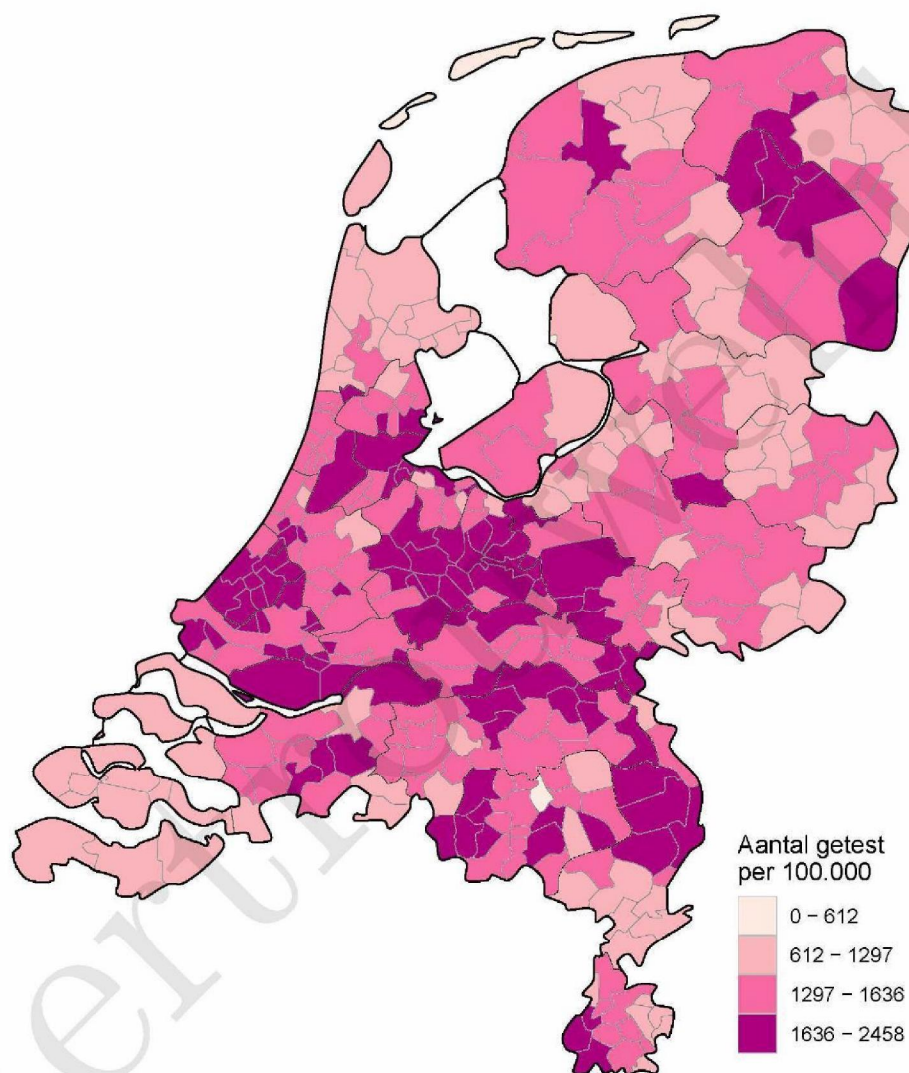 Aantal getest
per 100.000
0 – 612
612 – 1297
1297 – 1636
1636 – 2458